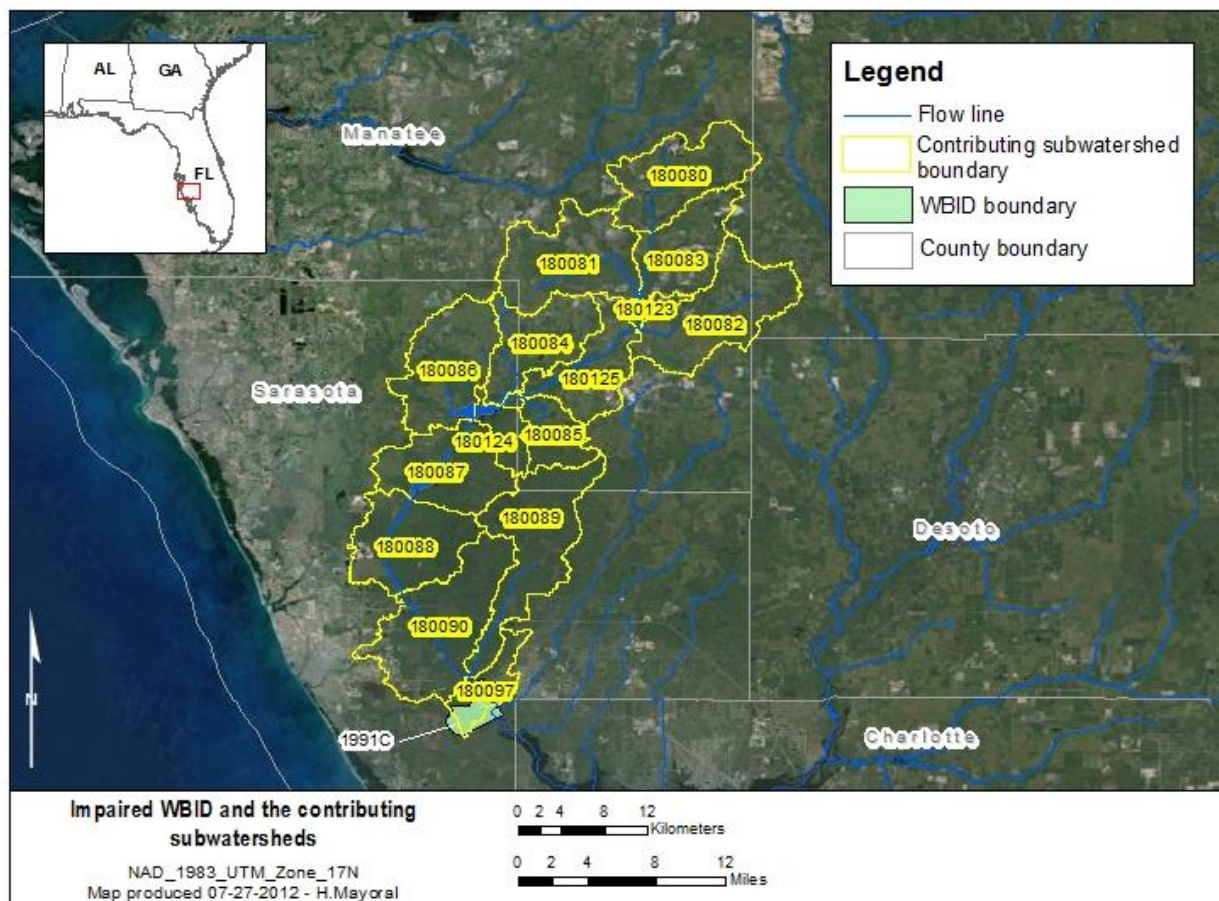 AL
GA
FL
Manatee
Sarasota
Desoto
Charlotte
Legend
Flow line
Contributing subwatershed
boundary
WBID boundary
County boundary
180080
180081
180083
180123
180082
180084
180086
180125
180124
180085
180087
180089
180088
180090
180097
1991C
N
Impaired WBID and the contributing
subwatersheds
NAD_1983_UTM_Zone_17N
Map produced 07-27-2012 - H.Mayoral
0 2 4 8 12
Kilometers
0 2 4 8 12
Miles